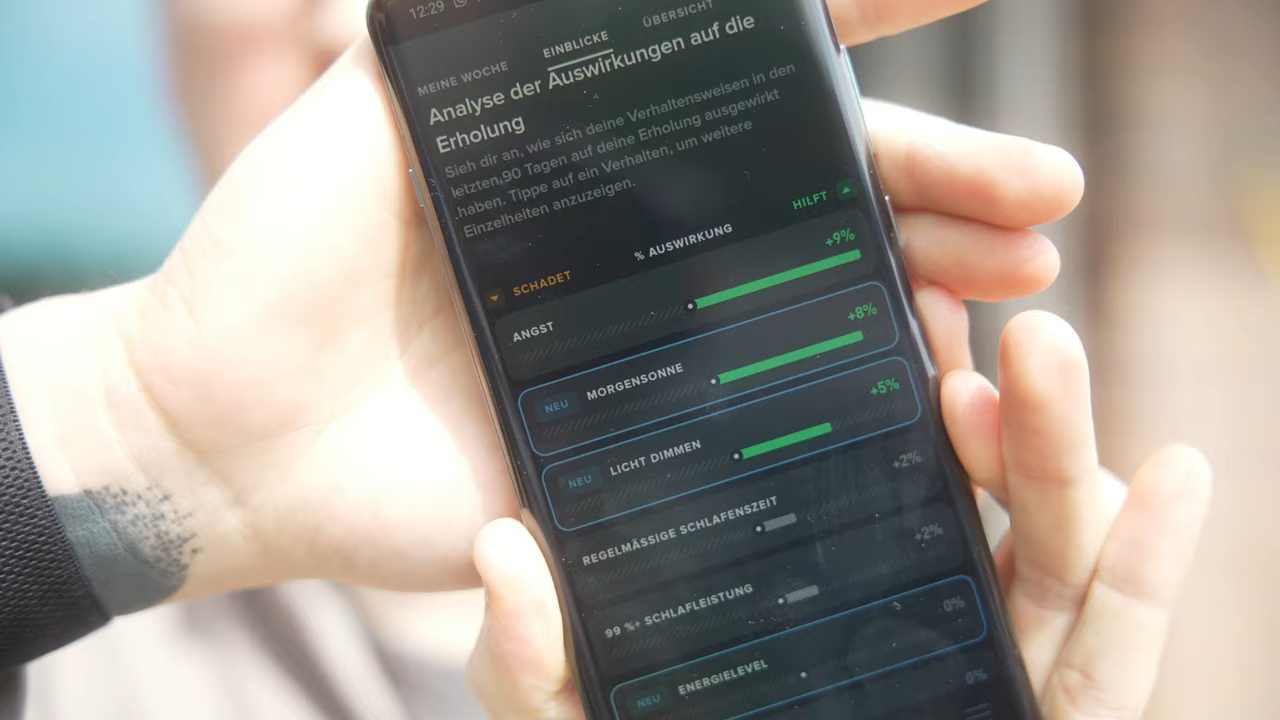 12:29
MEINE WOCHE
EINBLICKE
ÜBERSICHT
Analyse der Auswirkungen auf die
Erholung
Sieh dir an, wie sich deine Verhaltensweisen in den
letzten 90 Tagen auf deine Erholung ausgewirkt
haben. Tippe auf ein Verhalten, um weitere
Einzelheiten anzuzeigen.
SCHADET
% AUSWIRKUNG
HILFT
ANGST +9%
NEU MORGENSONNE +8%
NEU LICHT DIMMEN +5%
REGELMÄSSIGE SCHLAFENSZEIT +2%
99 %+ SCHLAFLEISTUNG +2%
NEU ENERGIELEVEL 0%
0%